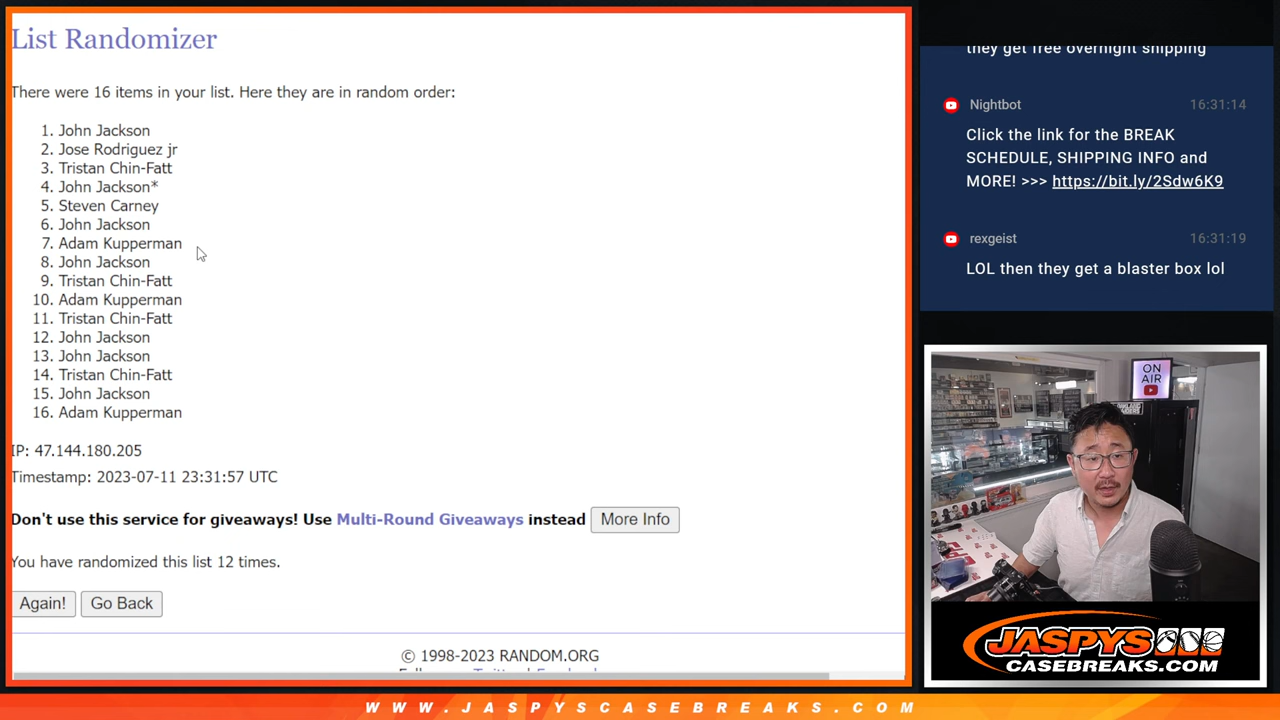 List Randomizer
There were 16 items in your list. Here they are in random order:
1. John Jackson
2. Jose Rodriguez jr
3. Tristan Chin-Fatt
4. John Jackson*
5. Steven Carney
6. John Jackson
7. Adam Kupperman
8. John Jackson
9. Tristan Chin-Fatt
10. Adam Kupperman
11. Tristan Chin-Fatt
12. John Jackson
13. John Jackson
14. Tristan Chin-Fatt
15. John Jackson
16. Adam Kupperman
IP: 47.144.180.205
Timestamp: 2023-07-11 23:31:57 UTC
Don't use this service for giveaways! Use Multi-Round Giveaways instead More Info
You have randomized this list 12 times.
Again! Go Back
© 1998-2023 RANDOM.ORG
they get free overnight shipping
Nightbot 16:31:14
Click the link for the BREAK
SCHEDULE, SHIPPING INFO and
MORE! >>> https://bit.ly/2Sdw6K9
rexgeist 16:31:19
LOL then they get a blaster box lol
ON
AIR
JASPYS
CASEBREAKS.COM
WWW.JASPYSCASEBREAKS.COM